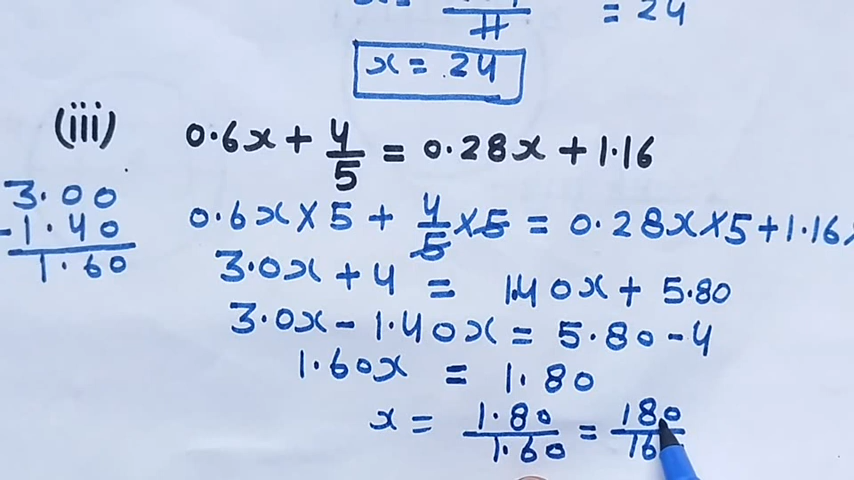 = 24
11
x = 24
(iii) 0.6x + 4/5 = 0.28x + 1.16
3.00
- 1.40
1.60
0.6x × 5 + 4/5 × 5 = 0.28x × 5 + 1.16
3.0x + 4 = 1.40x + 5.80
3.0x - 1.40x = 5.80 - 4
1.60x = 1.80
x = 1.80/1.60 = 180/16